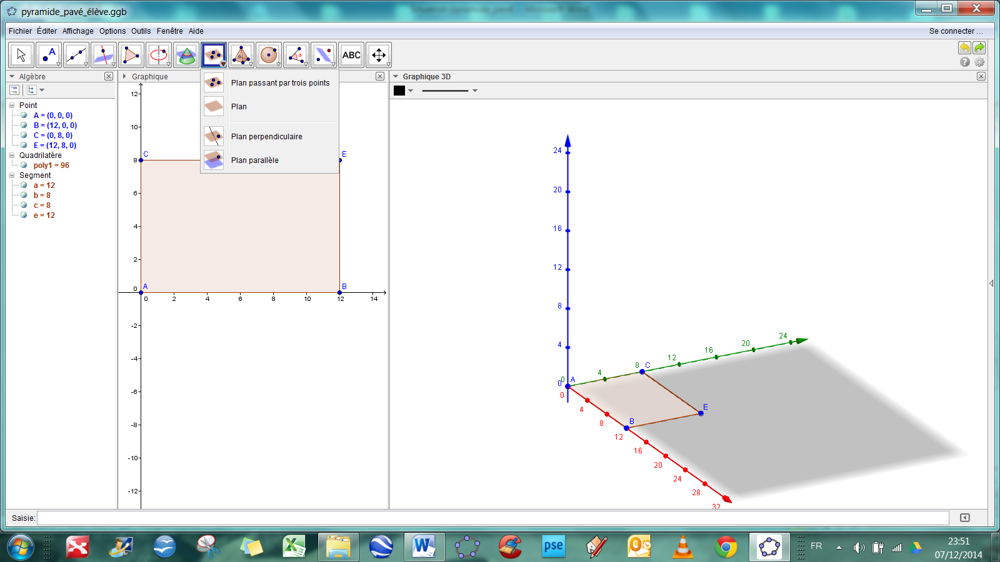 pyramide_pavé_élève.ggb
Fichier Éditer Affichage Options Outils Fenêtre Aide
Se connecter ...
A
α
ABC
Algèbre
Graphique
Graphique 3D
Plan passant par trois points
Plan
Plan perpendiculaire
Plan parallèle
Point
A = (0, 0, 0)
B = (12, 0, 0)
C = (0, 8, 0)
E = (12, 8, 0)
Quadrilatère
poly1 = 96
Segment
a = 12
b = 8
c = 8
e = 12
12
10
8
6
4
2
0
-2
-4
-6
-8
-10
-12
0 2 4 6 8 10 12 14
C
E
A
B
24
20
16
12
8
4
0
0
4
8
12
16
20
24
0
4
8
12
16
20
24
28
32
A
C
B
E
Saisie:
W
pse
FR
23:51
07/12/2014